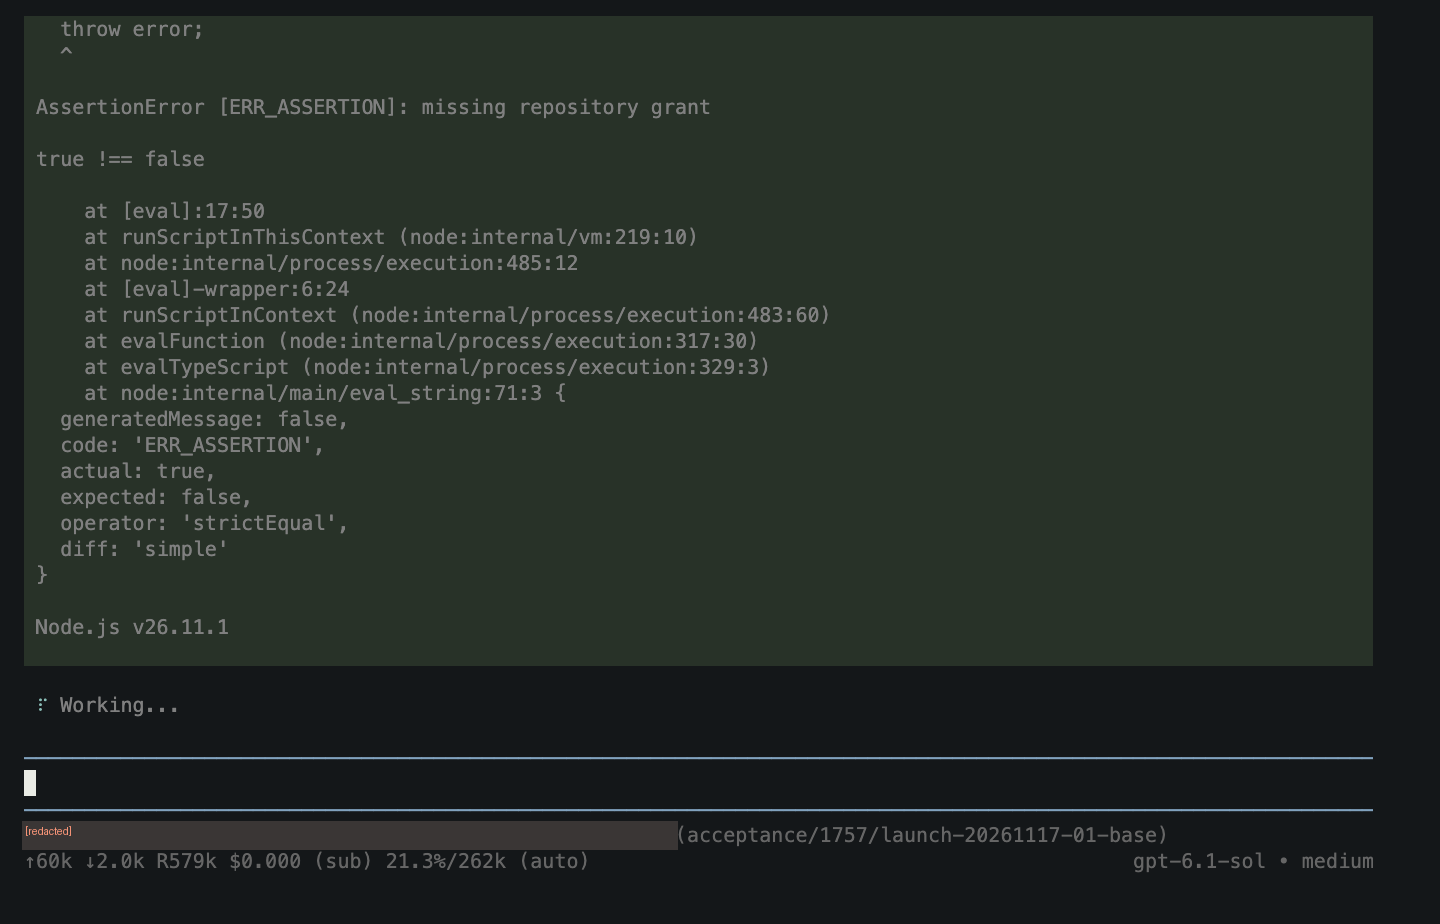 throw error;
^
AssertionError [ERR_ASSERTION]: missing repository grant
true !== false
at [eval]:17:50
at runScriptInThisContext (node:internal/vm:219:10)
at node:internal/process/execution:485:12
at [eval]-wrapper:6:24
at runScriptInContext (node:internal/process/execution:483:60)
at evalFunction (node:internal/process/execution:317:30)
at evalTypeScript (node:internal/process/execution:329:3)
at node:internal/main/eval_string:71:3 {
generatedMessage: false,
code: 'ERR_ASSERTION',
actual: true,
expected: false,
operator: 'strictEqual',
diff: 'simple'
}
Node.js v26.11.1
⠏ Working...
[redacted] (acceptance/1757/launch-20261117-01-base)
↑60k ↓2.0k R579k $0.000 (sub) 21.3%/262k (auto) gpt-6.1-sol • medium